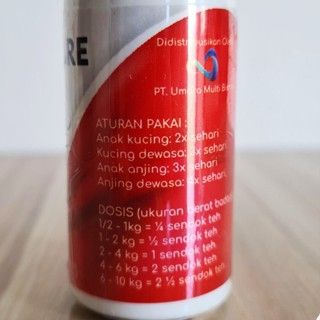 RE
Didistribusikan Oleh
PT. Um
Multi B
ATURAN PAKAI :
Anak kucing: 2x sehari
Kucing dewasa: sehari
Anak anjing: 3x sehari
Anjing dewasa: sehari
DOSIS (ukuran berat badan)
1/2 - 1kg = ¼ sendok teh
1 - 2 kg = ½ sendok teh
2 - 4 kg = 1 sendok teh
4 - 6 kg = 2 sendok teh
6 - 10 kg = 2 ½ sendok teh